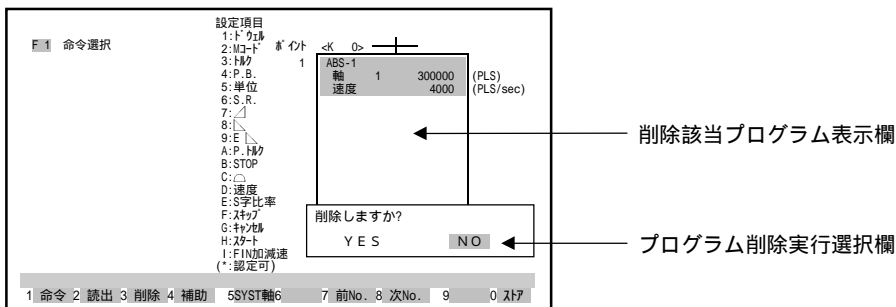 F 1 命令選択
設定項目
1:ﾄﾞｳｪﾙ
2:Mｺｰﾄﾞ
3:ﾄﾙｸ
4:P.B.
5:単位
6:S.R.
7:
8:
9:E
A:P.ﾄﾙｸ
B:STOP
C:
D:速度
E:S字比率
F:ｽｷｯﾌﾟ
G:ｷｬﾝｾﾙ
H:ｽﾀｰﾄ
I:FIN加減速
(*:認定可)
ﾎﾟｲﾝﾄ <K 0>
1 ABS-1
軸 1 300000 (PLS)
速度 4000 (PLS/sec)
削除しますか?
YES NO
1 命令 2 読出 3 削除 4 補助 5SYST軸6 7 前No. 8 次No. 9 0 ｽﾄｱ
削除該当プログラム表示欄
プログラム削除実行選択欄